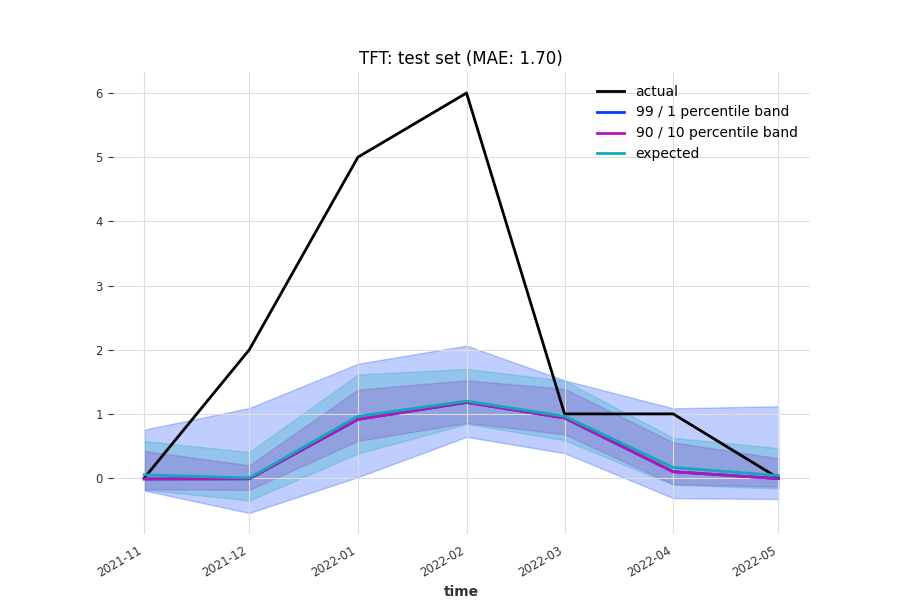 TFT: test set (MAE: 1.70)
actual
99 / 1 percentile band
90 / 10 percentile band
expected
6
5
4
3
2
1
0
2021-11
2021-12
2022-01
2022-02
2022-03
2022-04
2022-05
time